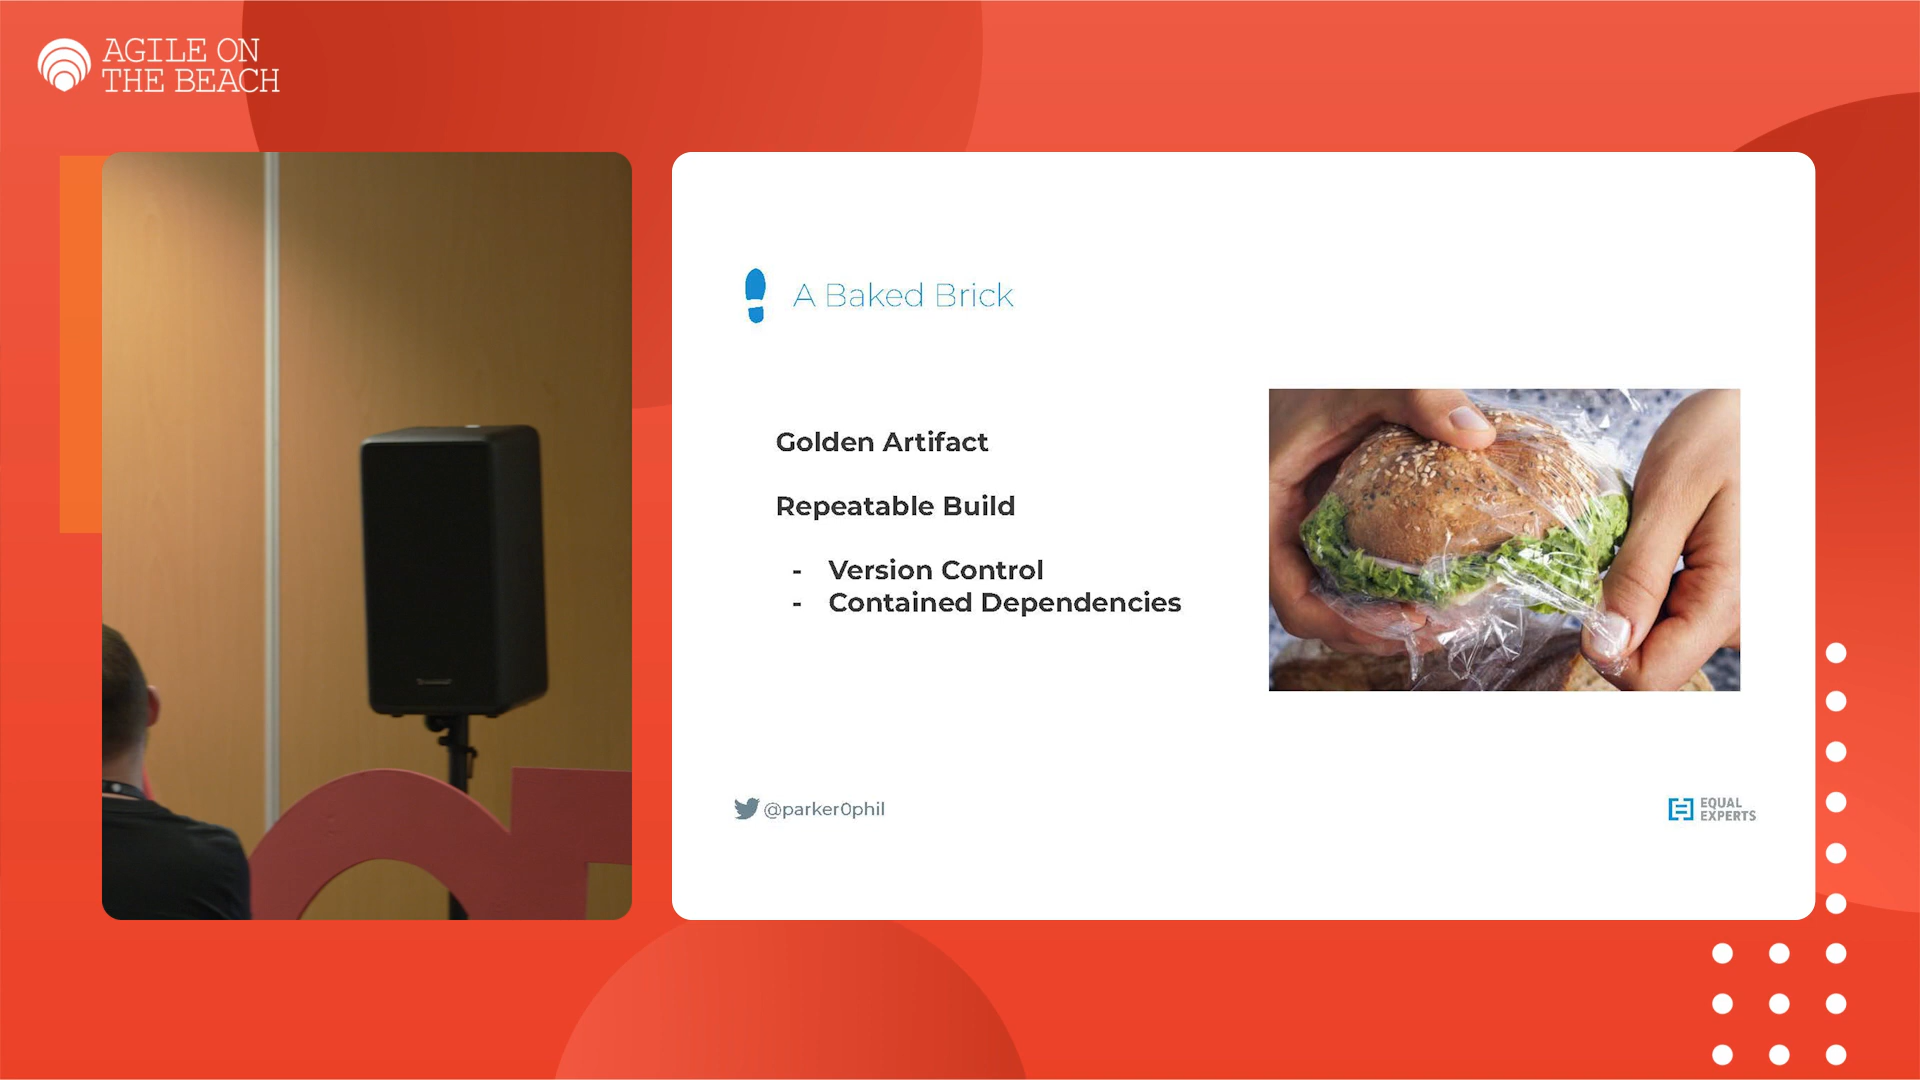 AGILE ON
THE BEACH
A Baked Brick
Golden Artifact
Repeatable Build
- Version Control
- Contained Dependencies
@parker0phil
EQUAL
EXPERTS